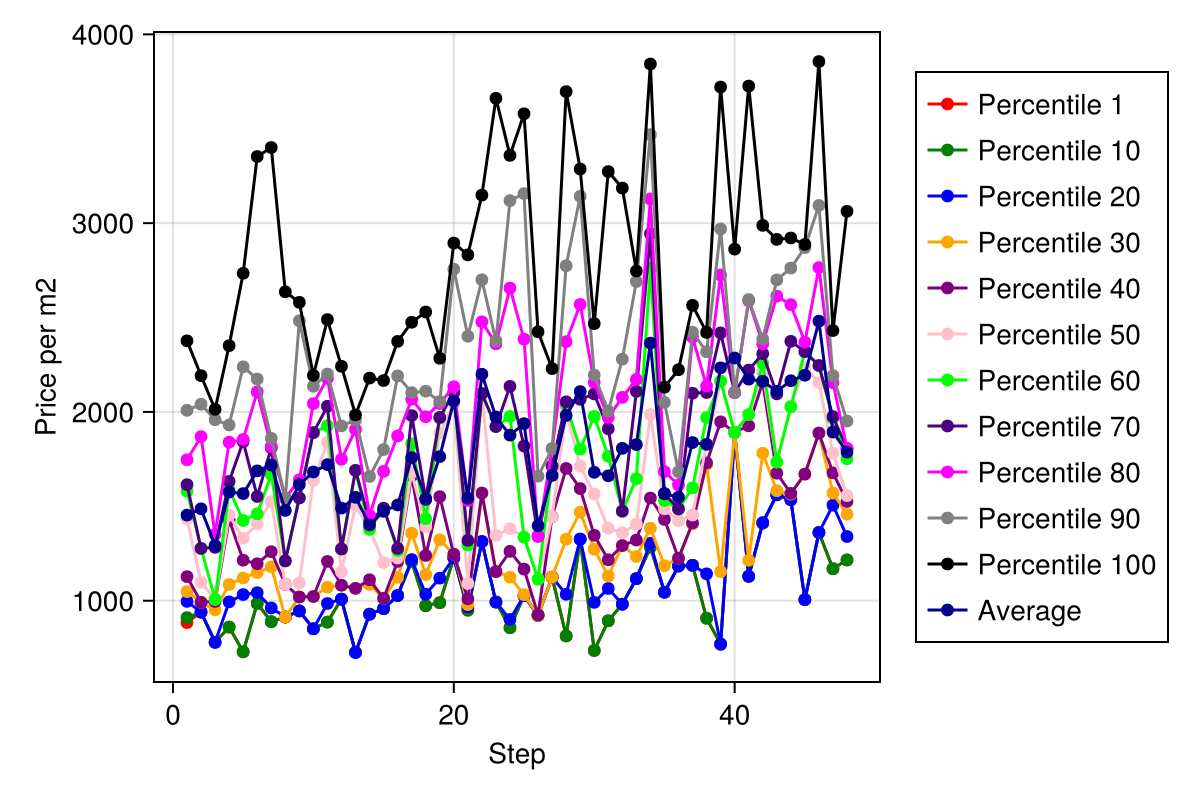 4000
3000
2000
1000
Price per m2
0
20
40
Step
Percentile 1
Percentile 10
Percentile 20
Percentile 30
Percentile 40
Percentile 50
Percentile 60
Percentile 70
Percentile 80
Percentile 90
Percentile 100
Average